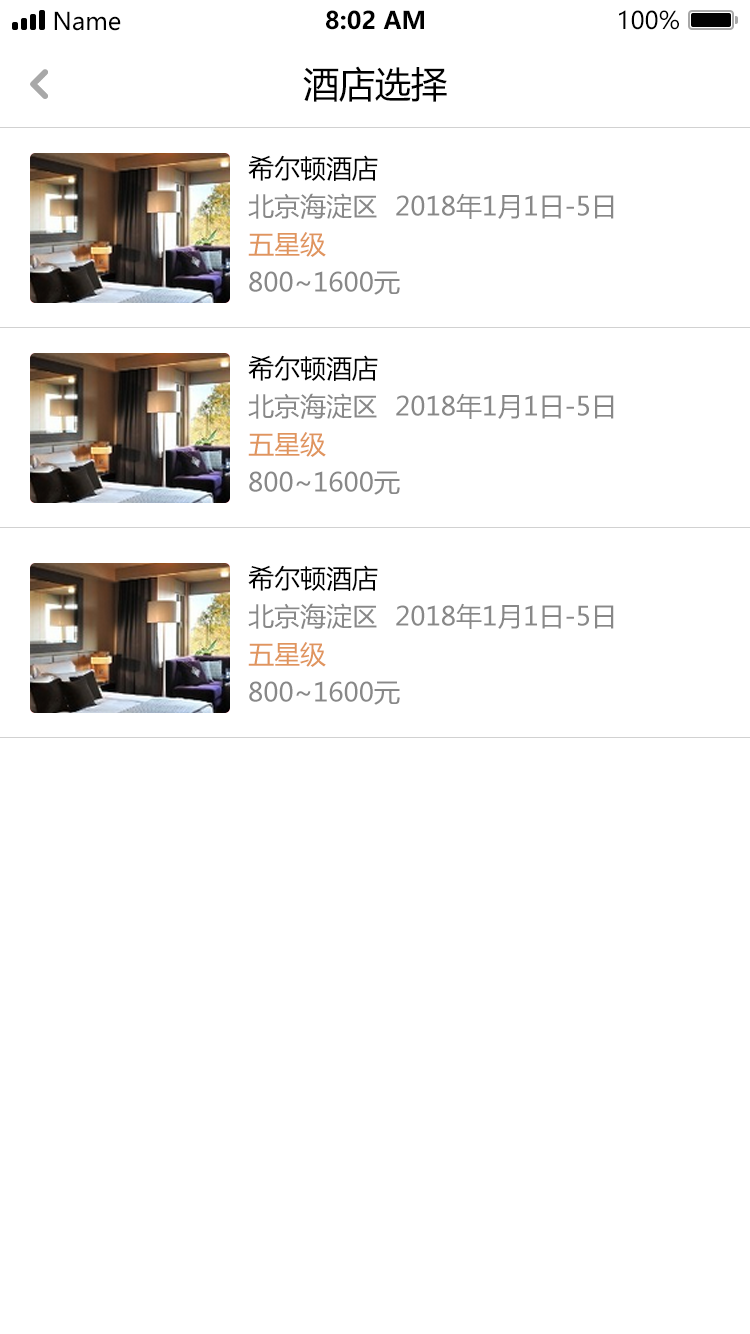 Name 8:02 AM 100%
酒店选择
希尔顿酒店
北京海淀区 2018年1月1日-5日
五星级
800~1600元
希尔顿酒店
北京海淀区 2018年1月1日-5日
五星级
800~1600元
希尔顿酒店
北京海淀区 2018年1月1日-5日
五星级
800~1600元